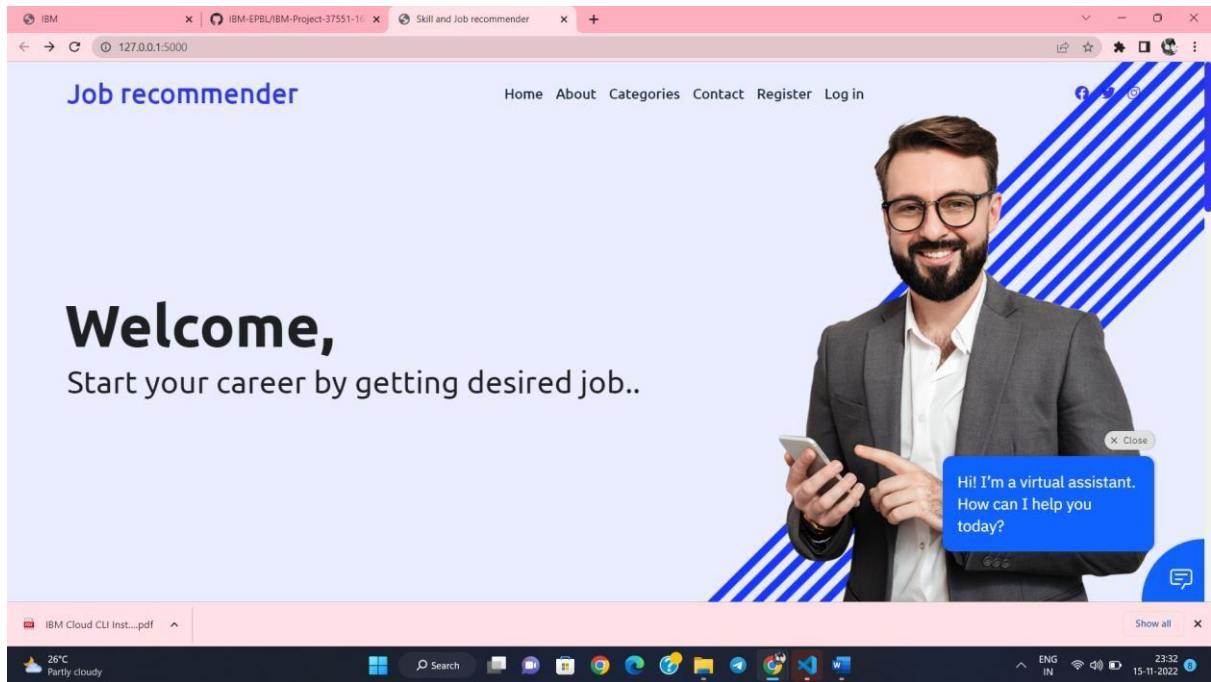 IBM
IBM-EPBL/IBM-Project-37551-16
Skill and Job recommender
127.0.0.1:5000
Job recommender
Home About Categories Contact Register Log in
Welcome,
Start your career by getting desired job..
× Close
Hi! I'm a virtual assistant.
How can I help you
today?
IBM Cloud CLI Inst....pdf
Show all
26°C
Partly cloudy
Search
ENG
IN
23:32
15-11-2022